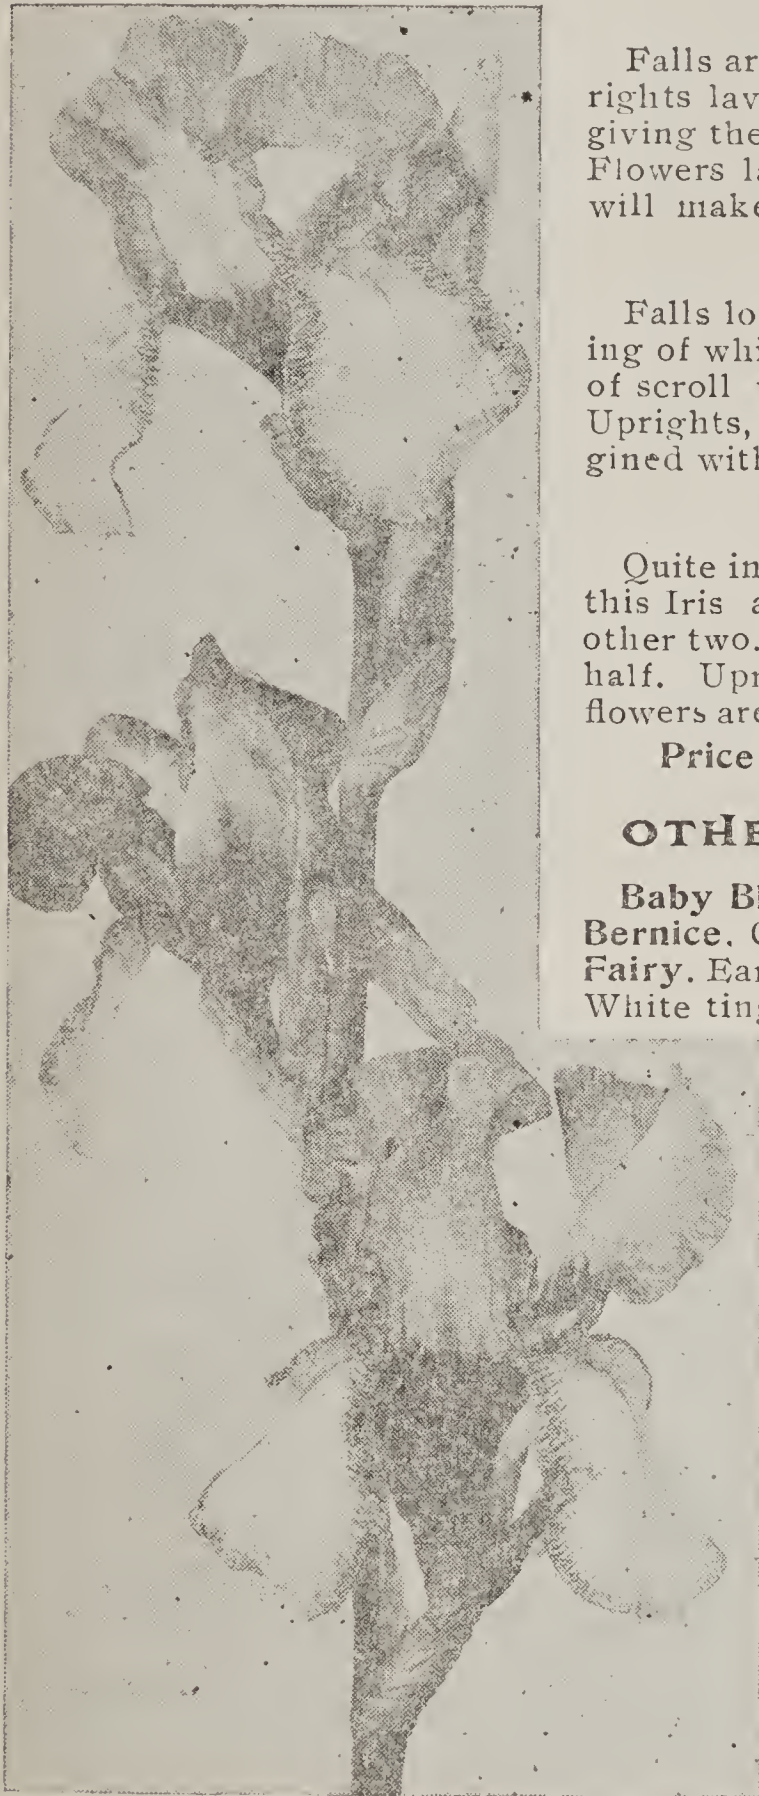 Falls ar
rights lav
giving the
Flowers la
will make
Falls lo
ing of whi
of scroll
Uprights,
gined with
Quite in
this Iris a
other two.
half. Upr
flowers are
Price
OTHE
Baby Bl
Bernice. C
Fairy. Ear
White ting